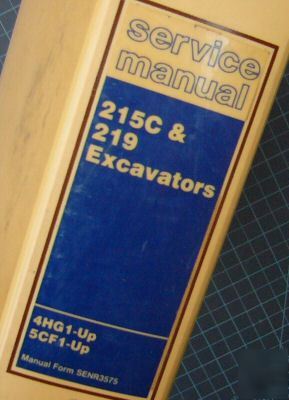 service
manual
215C &
219
Excavators
4HG1-Up
5CF1-Up
Manual Form SENR3575